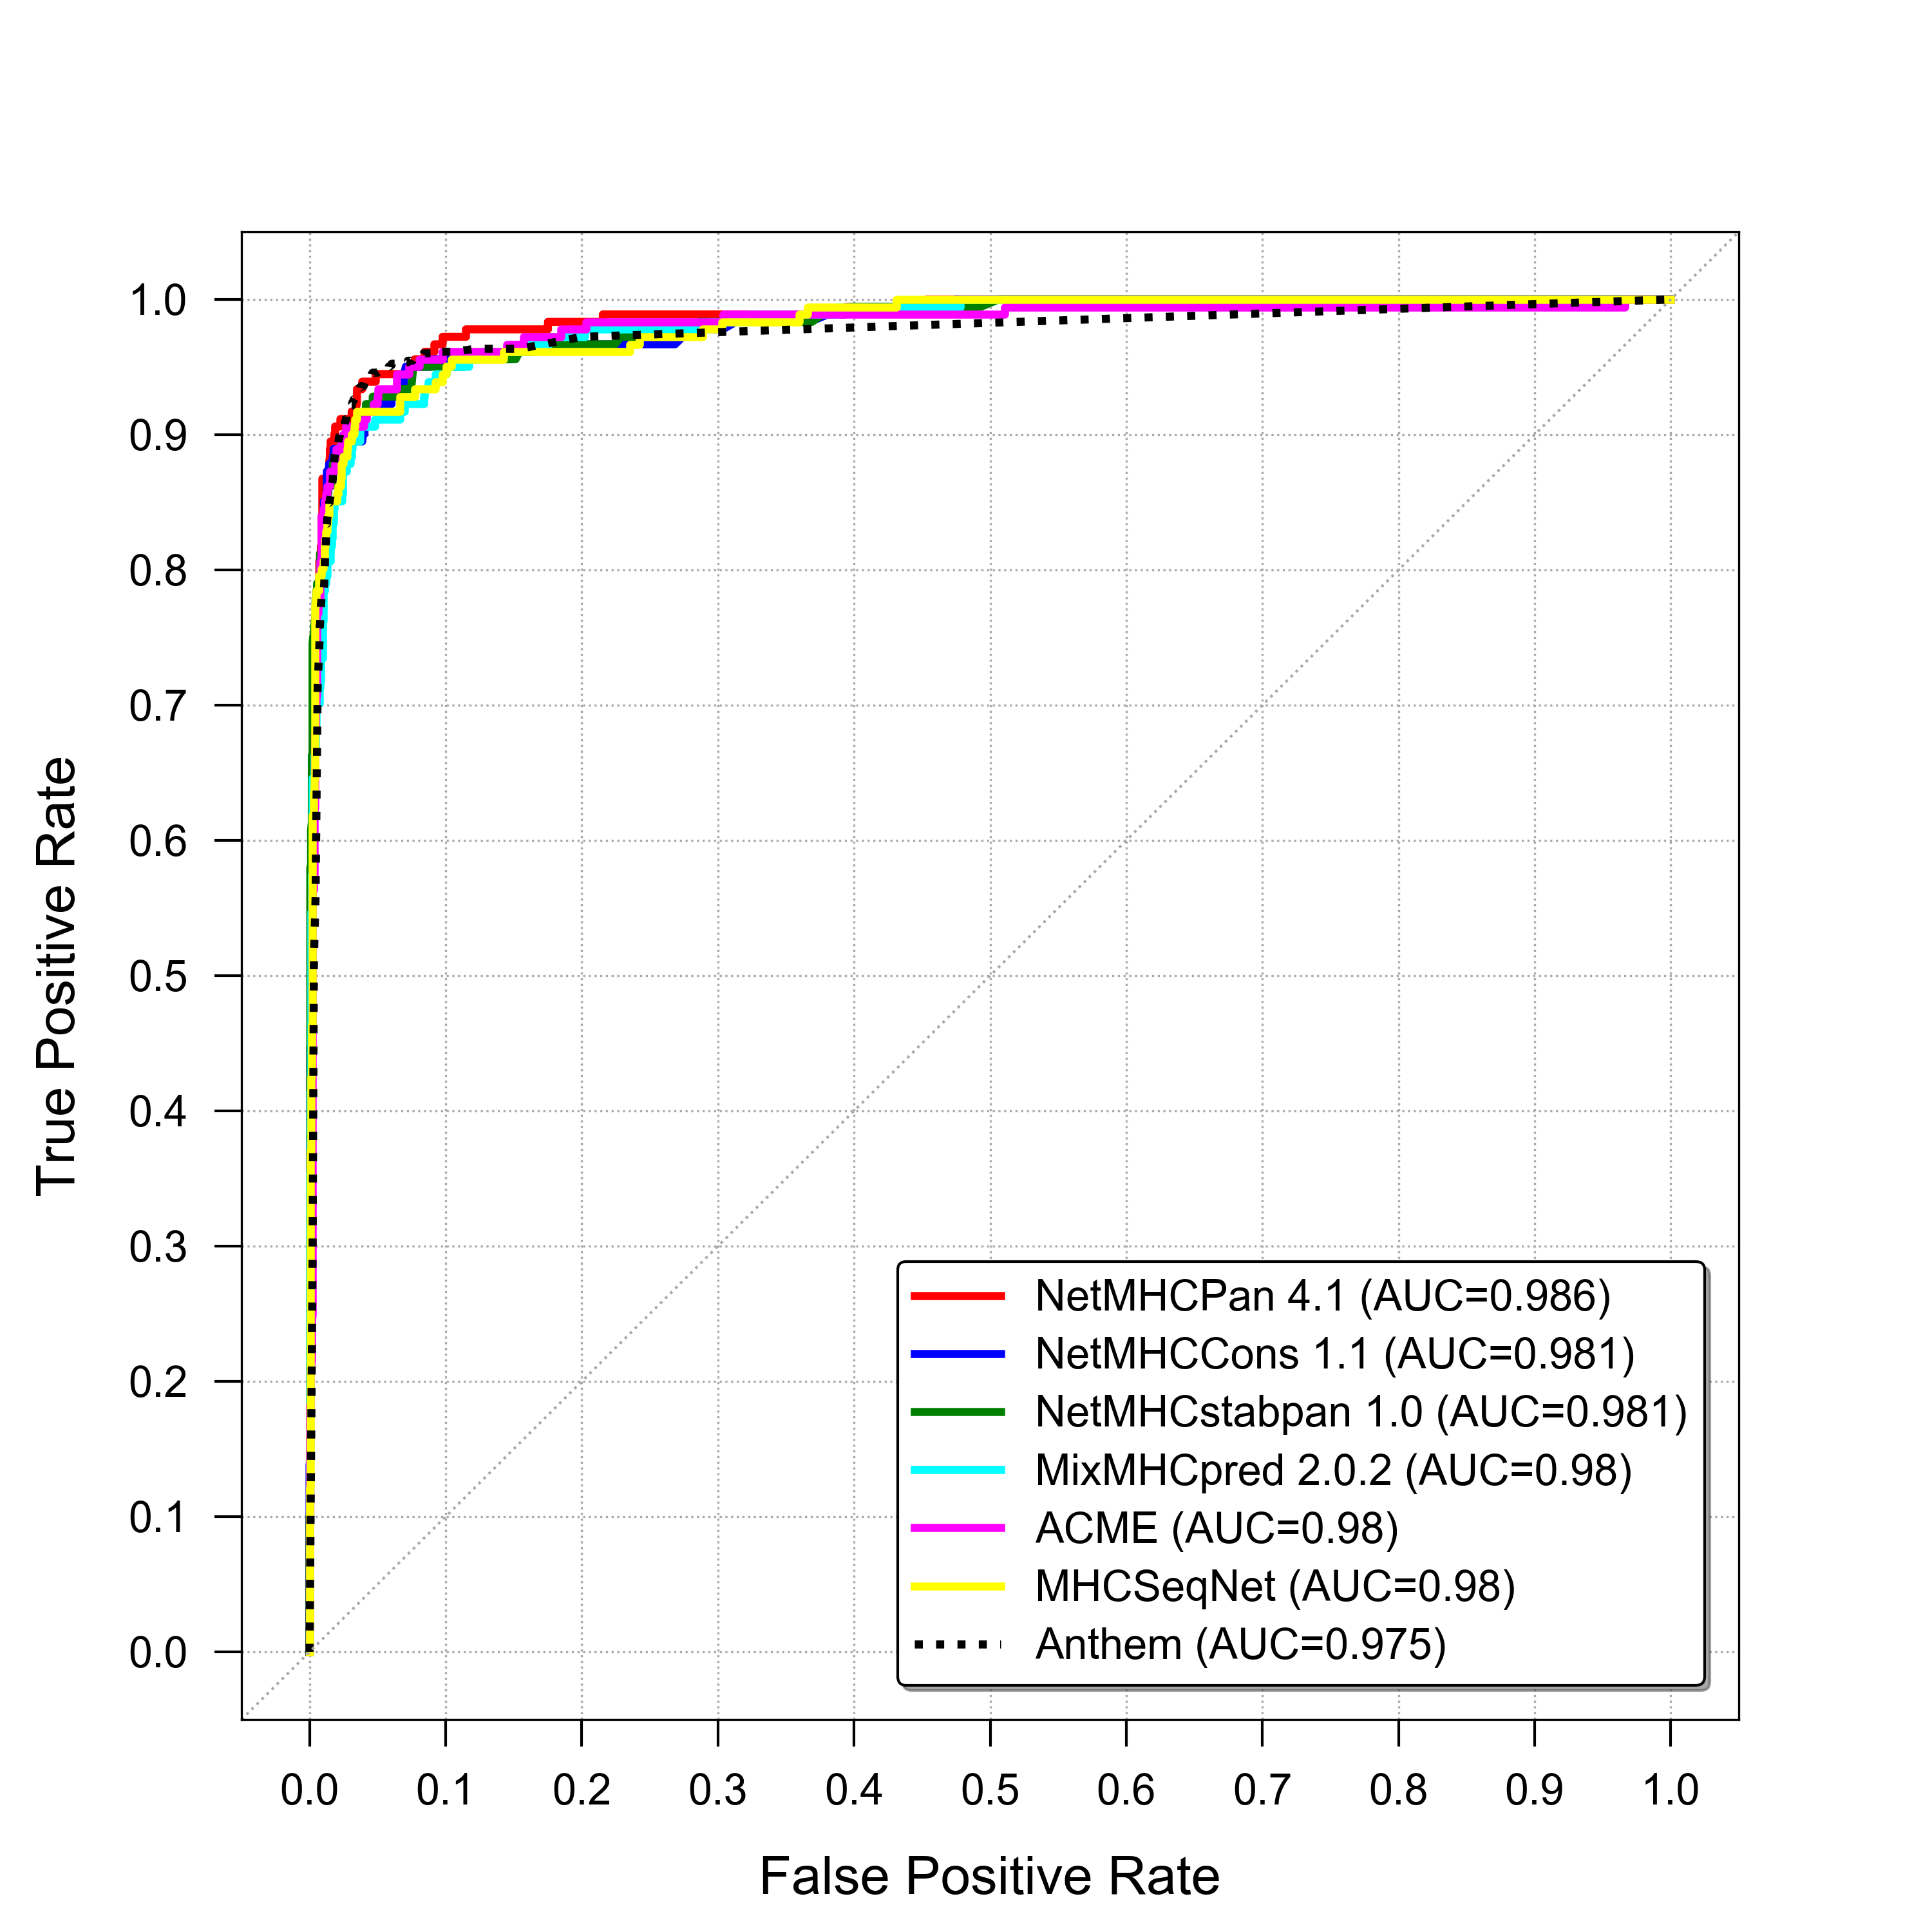 1.0
0.9
0.8
0.7
0.6
0.5
0.4
0.3
0.2
0.1
0.0
True Positive Rate
NetMHCPan 4.1 (AUC=0.986)
NetMHCCons 1.1 (AUC=0.981)
NetMHCstabpan 1.0 (AUC=0.981)
MixMHCpred 2.0.2 (AUC=0.98)
ACME (AUC=0.98)
MHCSeqNet (AUC=0.98)
Anthem (AUC=0.975)
0.0 0.1 0.2 0.3 0.4 0.5 0.6 0.7 0.8 0.9 1.0
False Positive Rate